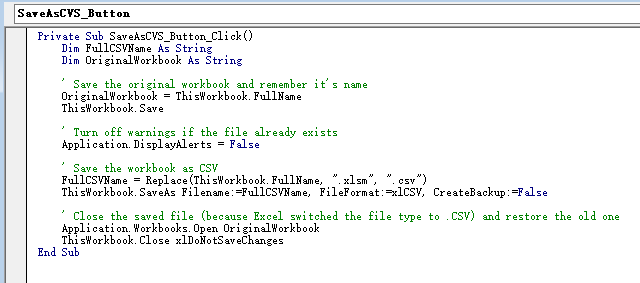 SaveAsCVS_Button
Private Sub SaveAsCVS_Button_Click()
Dim FullCSVName As String
Dim OriginalWorkbook As String
' Save the original workbook and remember it's name
OriginalWorkbook = ThisWorkbook.FullName
ThisWorkbook.Save
' Turn off warnings if the file already exists
Application.DisplayAlerts = False
' Save the workbook as CSV
FullCSVName = Replace(ThisWorkbook.FullName, ".xlsm", ".csv")
ThisWorkbook.SaveAs Filename:=FullCSVName, FileFormat:=xlCSV, CreateBackup:=False
' Close the saved file (because Excel switched the file type to .CSV) and restore the old one
Application.Workbooks.Open OriginalWorkbook
ThisWorkbook.Close xlDoNotSaveChanges
End Sub